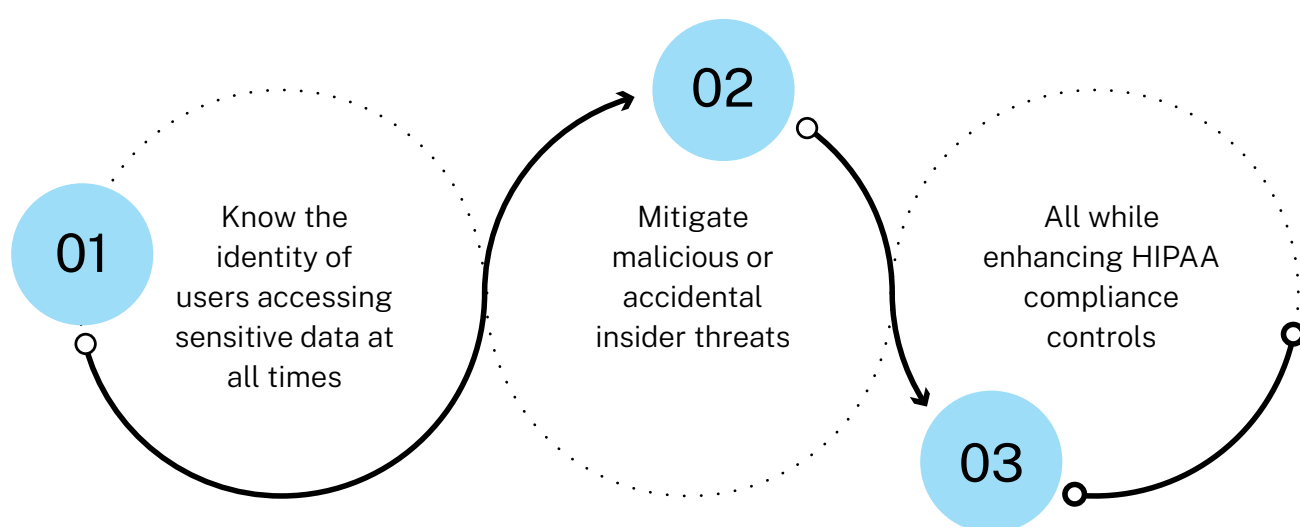 01
Know the
identity of
users accessing
sensitive data at
all times
02
Mitigate
malicious or
accidental
insider threats
03
All while
enhancing HIPAA
compliance
controls